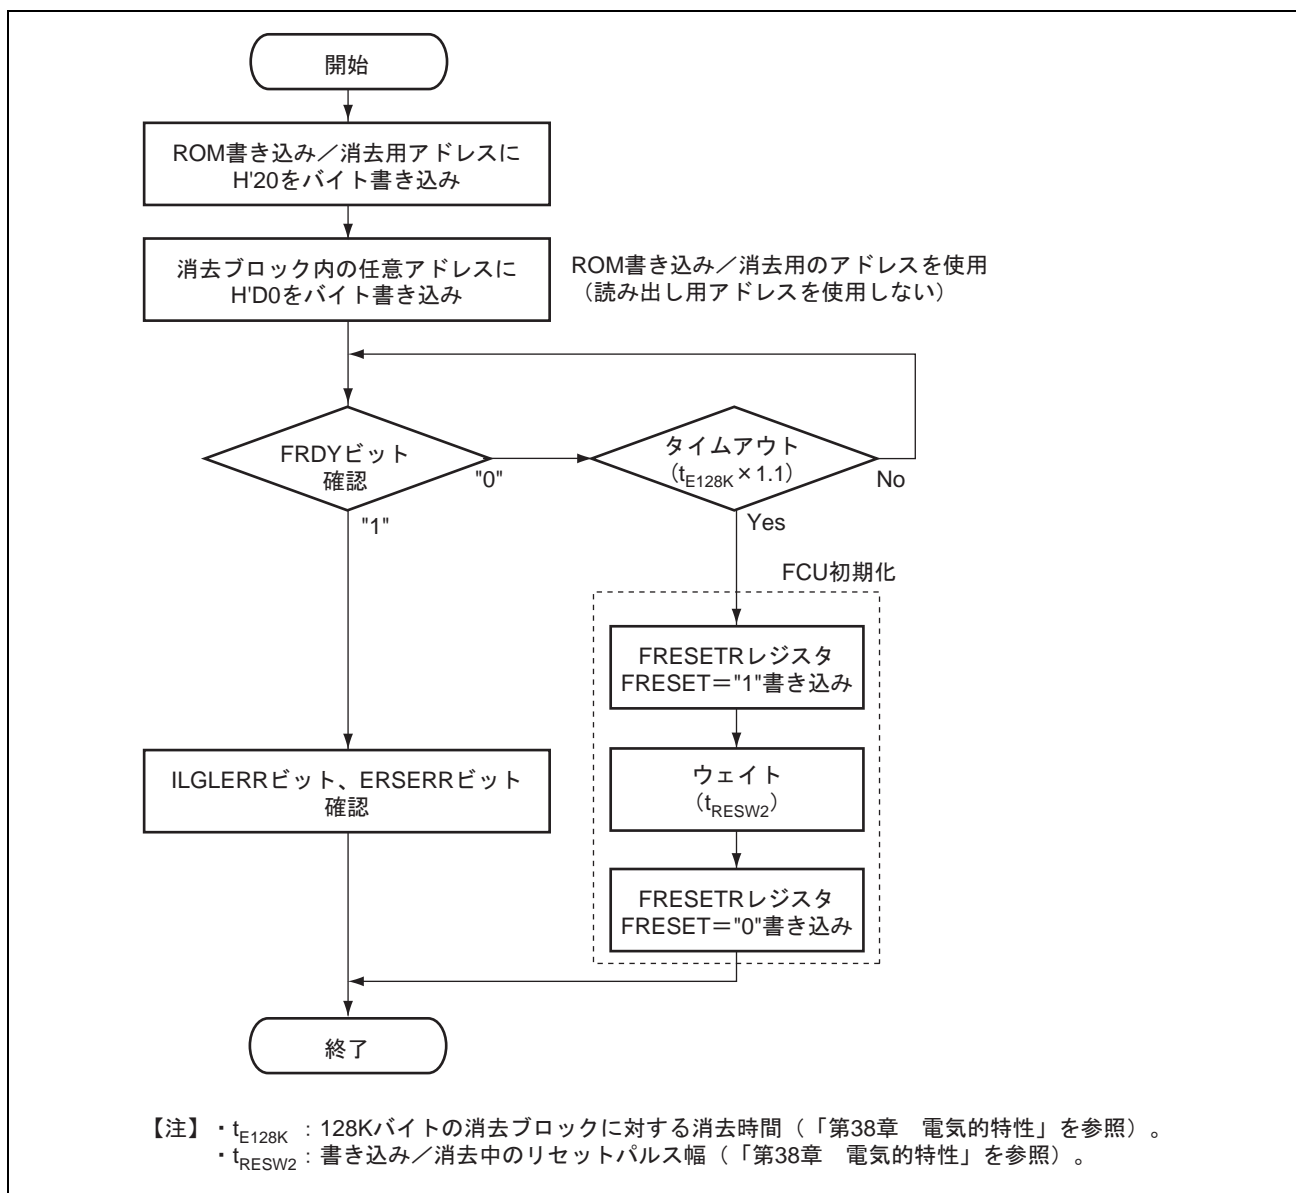 開始
ROM書き込み／消去用アドレスに
H'20をバイト書き込み
消去ブロック内の任意アドレスに
H'D0をバイト書き込み
ROM書き込み／消去用のアドレスを使用
（読み出し用アドレスを使用しない）
FRDYビット
確認
"0"
"1"
タイムアウト
（tE128K×1.1）
No
Yes
FCU初期化
FRESETRレジスタ
FRESET＝"1"書き込み
ウェイト
（tRESW2）
FRESETRレジスタ
FRESET＝"0"書き込み
ILGLERRビット、ERSERRビット
確認
終了
【注】・tE128K ：128Kバイトの消去ブロックに対する消去時間（「第38章　電気的特性」を参照）。
・tRESW2：書き込み／消去中のリセットパルス幅（「第38章　電気的特性」を参照）。